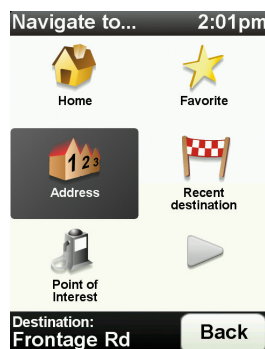 Navigate to... 2:01pm
Home Favorite
1 2 3
Address Recent
destination
Point of
Interest
Destination:
Frontage Rd Back